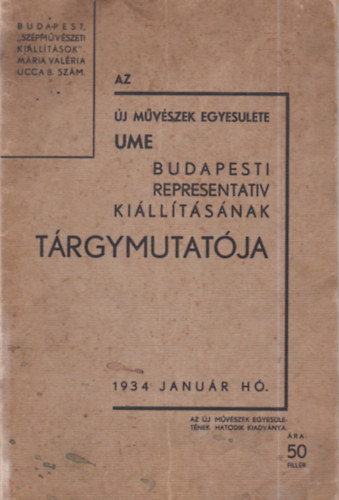 BUDAPEST,
„SZÉPMŰVÉSZETI
KIÁLLÍTÁSOK"
MÁRIA VALÉRIA
UCCA 8. SZÁM.
AZ
ÚJ MŰVÉSZEK EGYESULETE
UME
BUDAPESTI
REPRESENTATIV
KIÁLLÍTÁSÁNAK
TÁRGYMUTATÓJA
1934 JANUÁR HÓ.
AZ ÚJ MŰVÉSZEK EGYESULE-
TÉNEK HATODIK KIADVÁNYA.
ÁRA:
50
FILLÉR